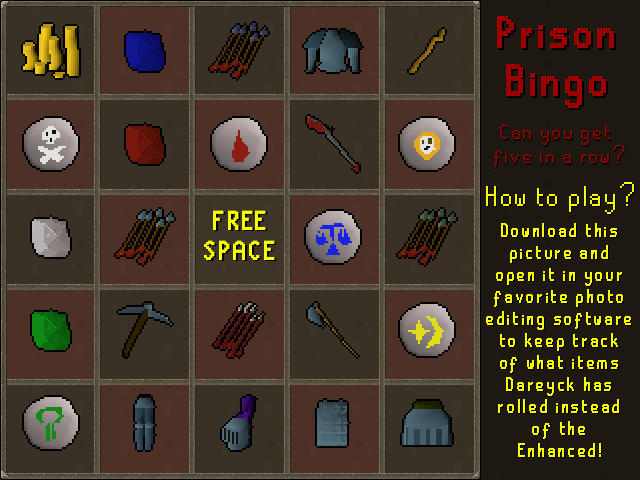 Prison
Bingo
Can you get
five in a row?
How to play?
Download this
picture and
open it in your
favorite photo
editing software
to keep track
of what items
Dareyck has
rolled instead
of the
Enhanced!
FREE
SPACE